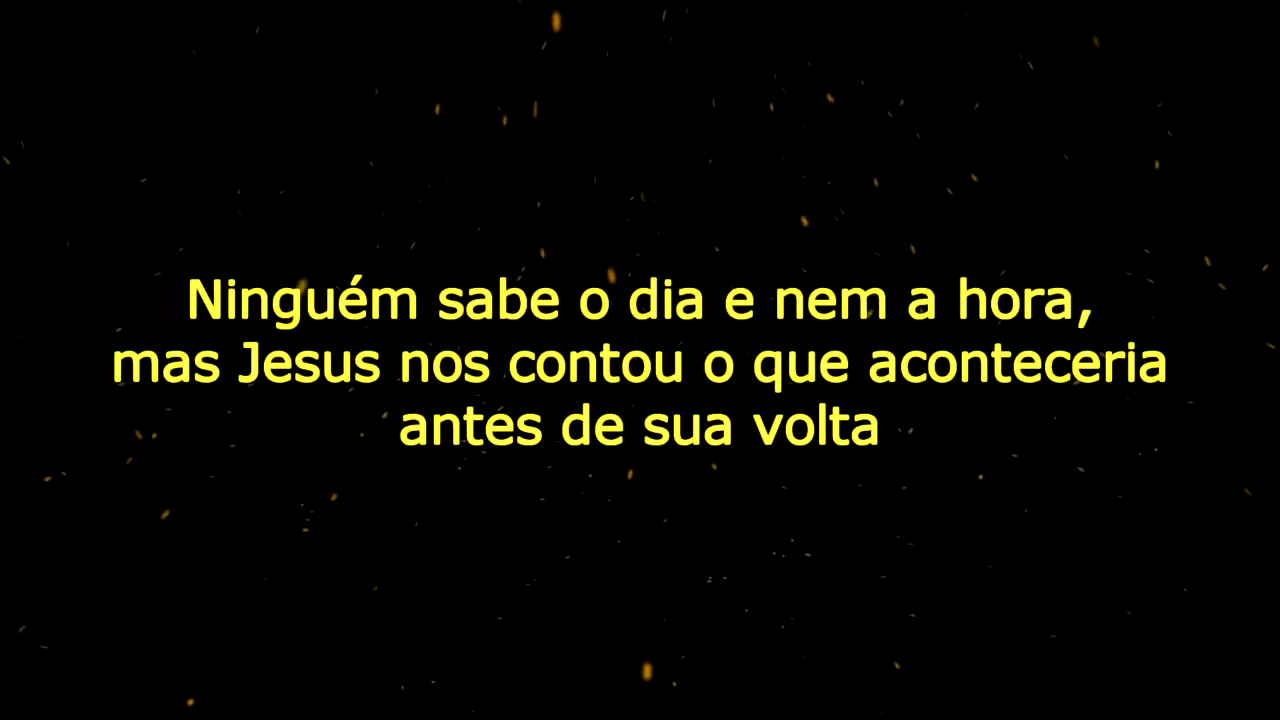 Ninguém sabe o dia e nem a hora,
mas Jesus nos contou o que aconteceria
antes de sua volta